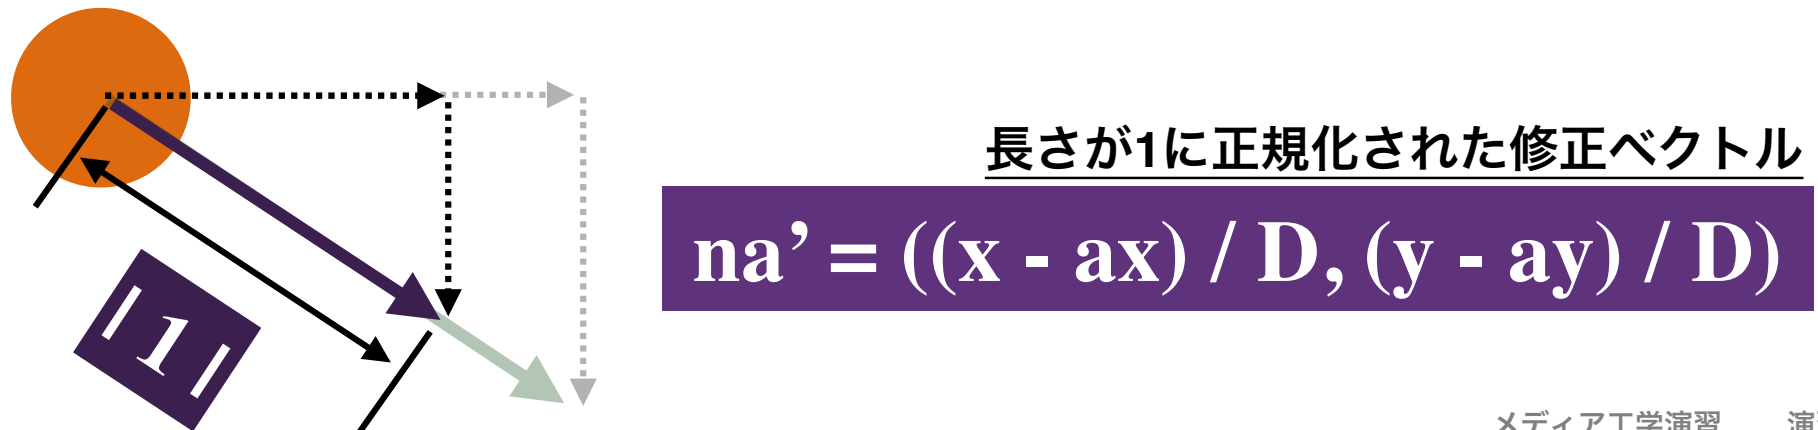 長さが1に正規化された修正ベクトル
na’ = ((x - ax) / D, (y - ay) / D)
| 1 |
メディア工学演習